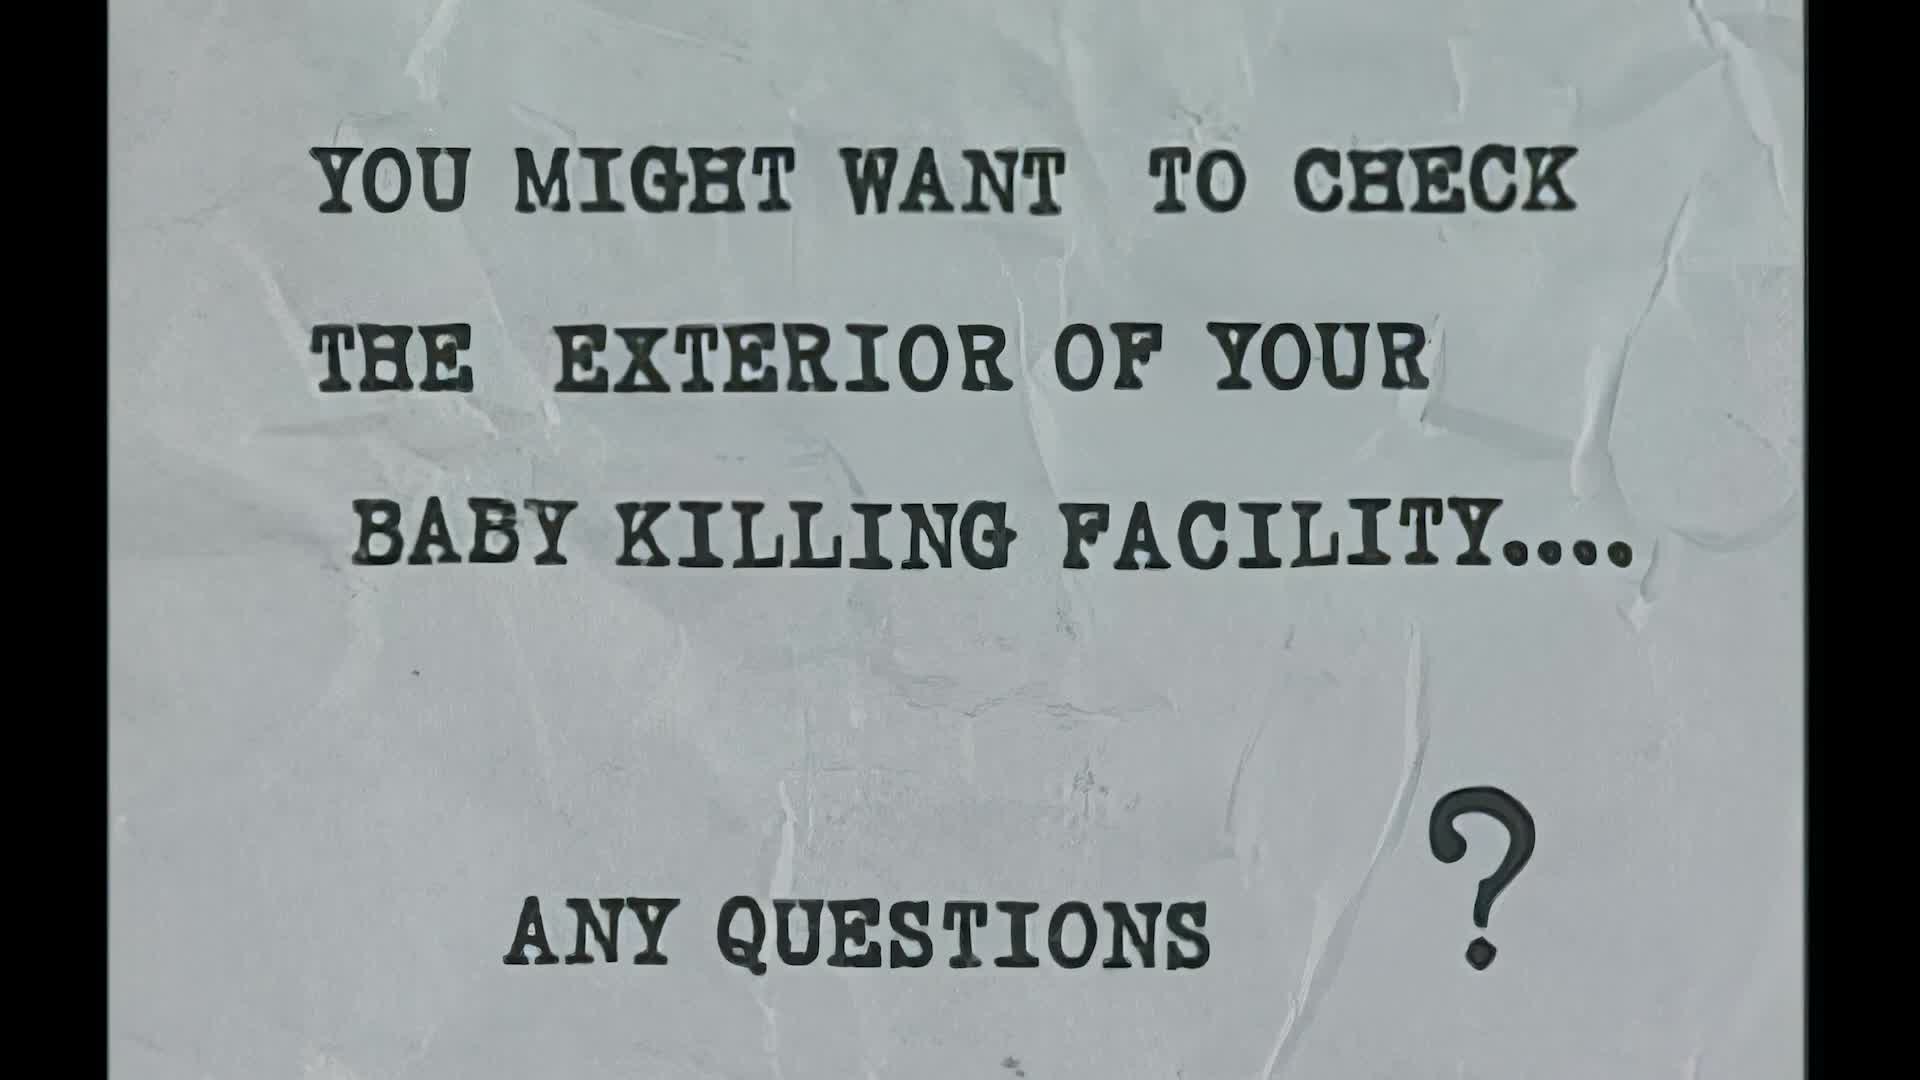 YOU MIGHT WANT TO CHECK
THE EXTERIOR OF YOUR
BABY KILLING FACILITY....
ANY QUESTIONS ?